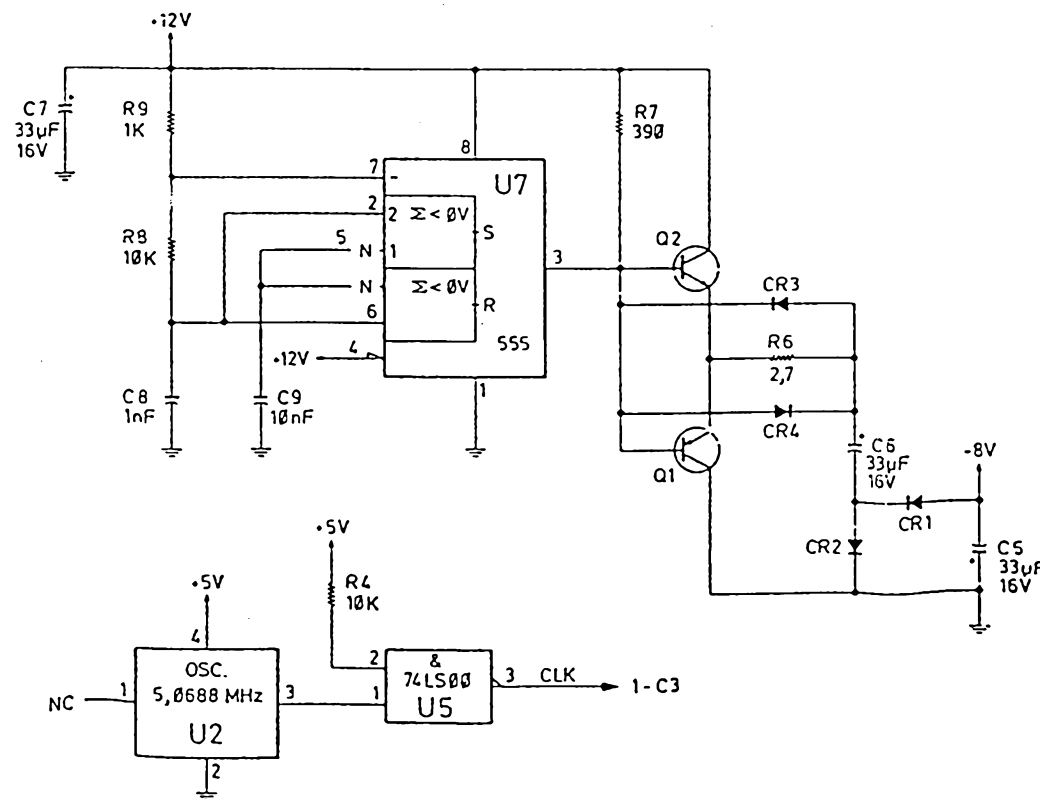 +12V
C7
33µF
16V
R9
1K
R7
390
8
7
-
U7
2
2
Σ<0V
S
R8
10K
5
N
1
N
Σ<0V
R
6
555
3
+12V
4
1
Q2
CR3
R6
2,7
CR4
C8
1nF
C9
10nF
Q1
C6
33µF
16V
-8V
CR1
CR2
C5
33µF
16V
+5V
R4
10K
+5V
4
OSC.
5,0688 MHz
U2
NC
1
3
2
2
1
&
74LS00
U5
3
CLK
1-C3